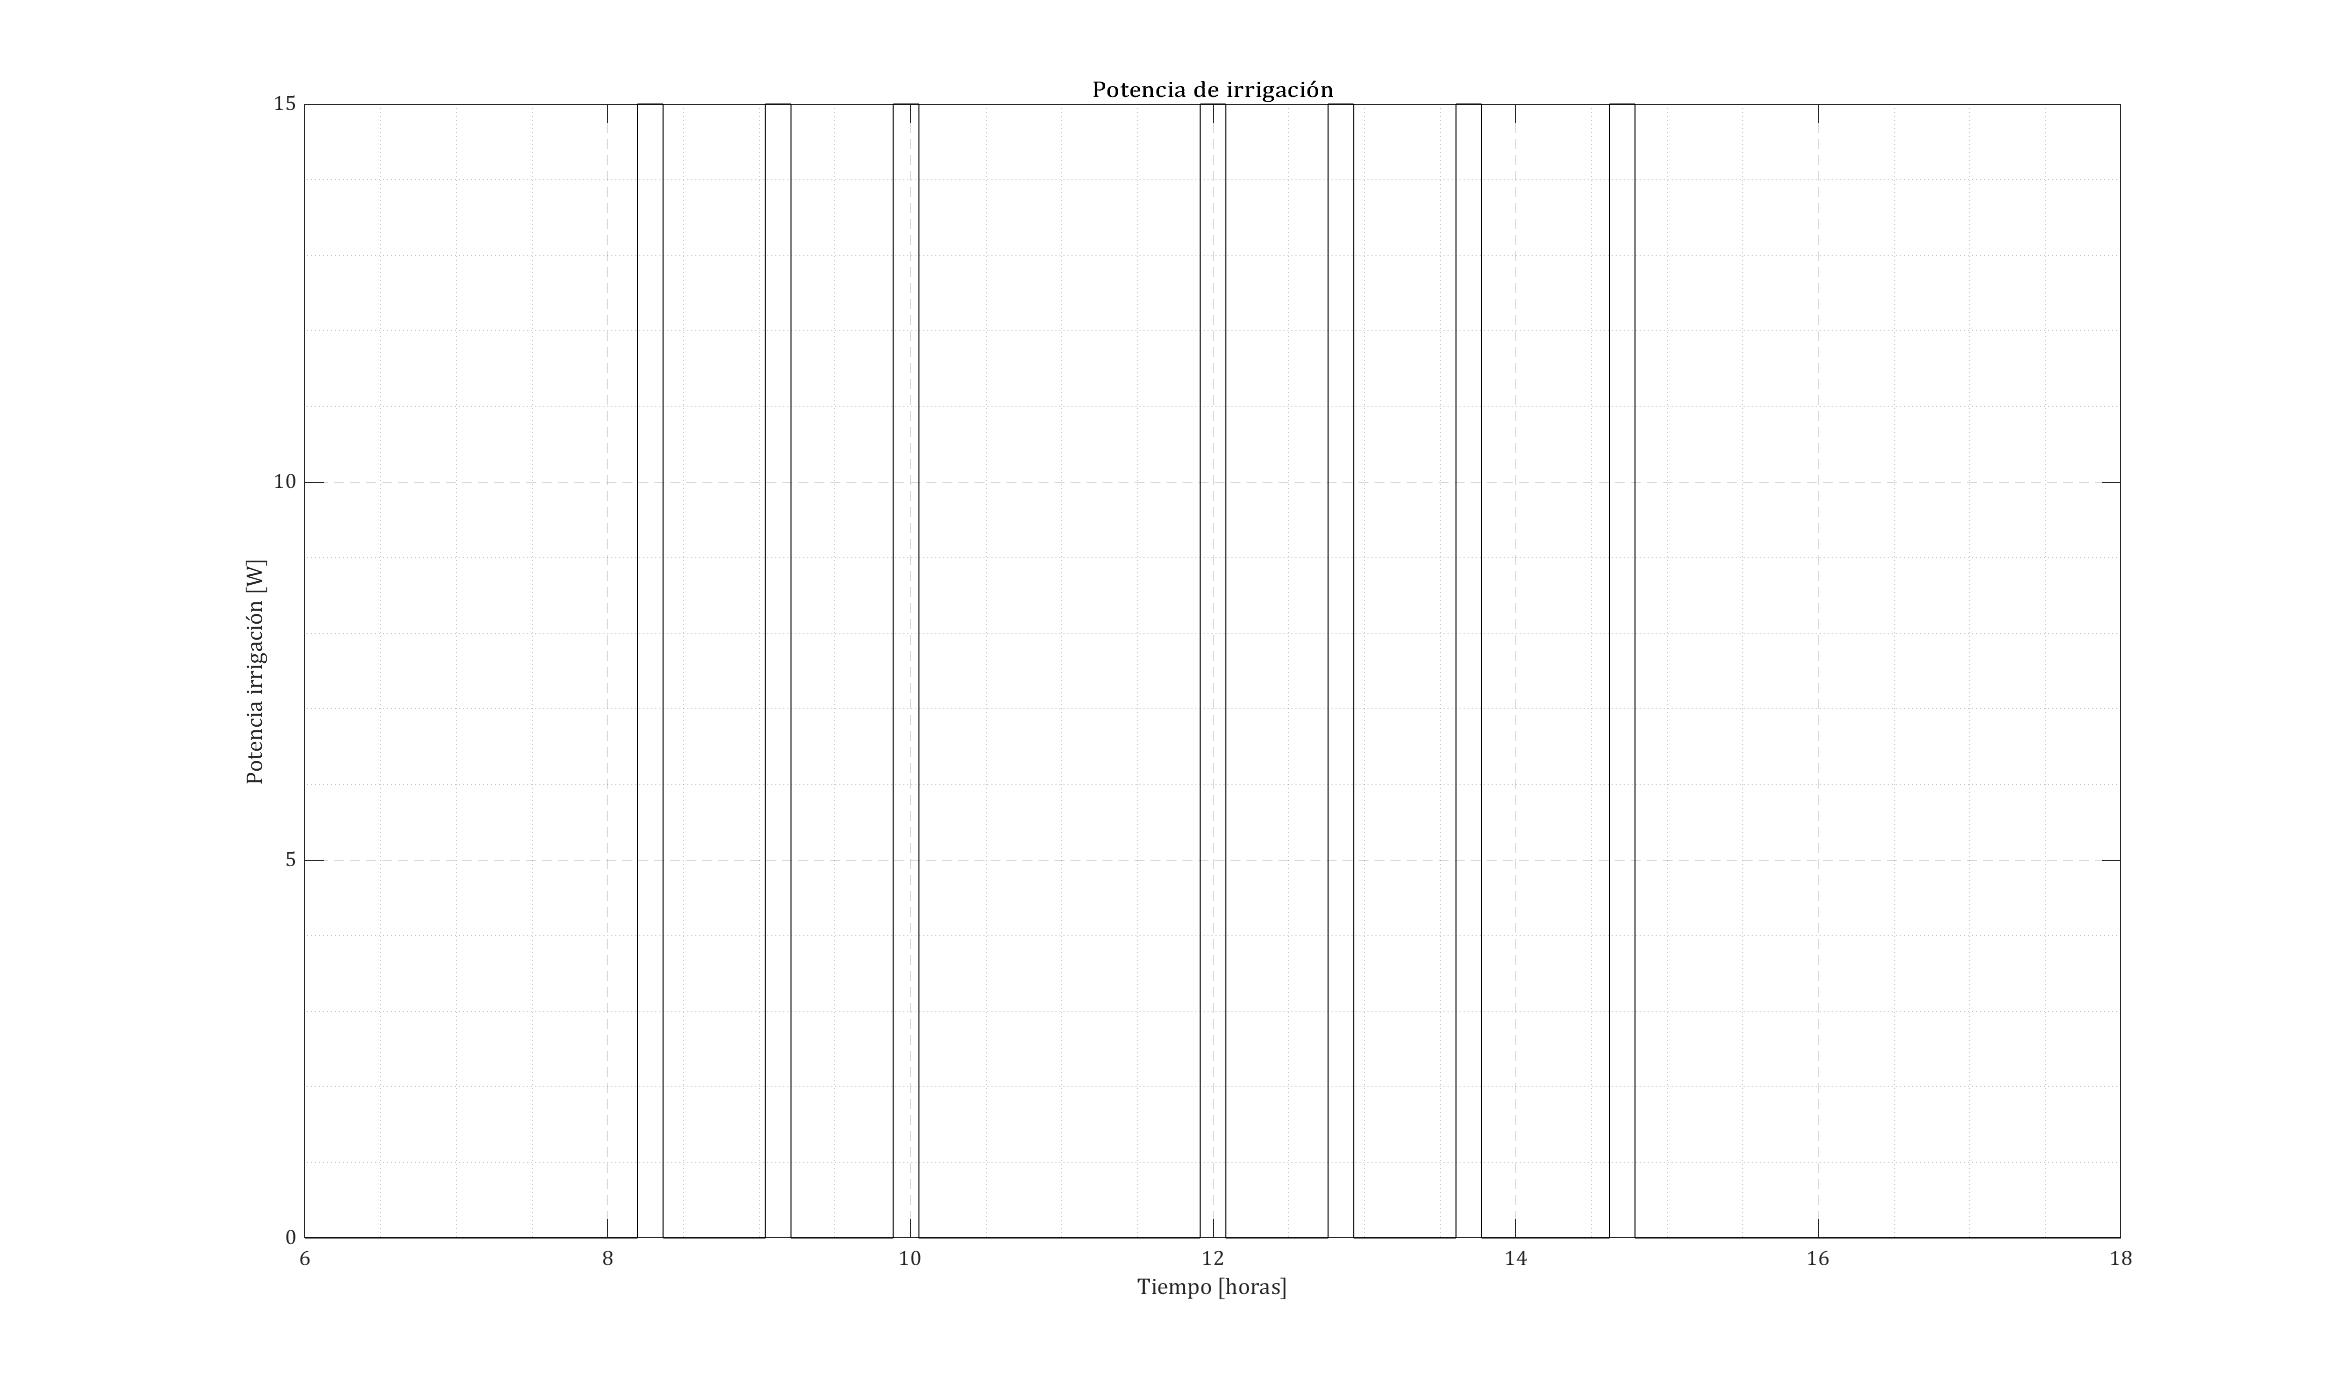 Potencia de irrigación
15
10
5
0
Potencia irrigación [W]
6 8 10 12 14 16 18
Tiempo [horas]